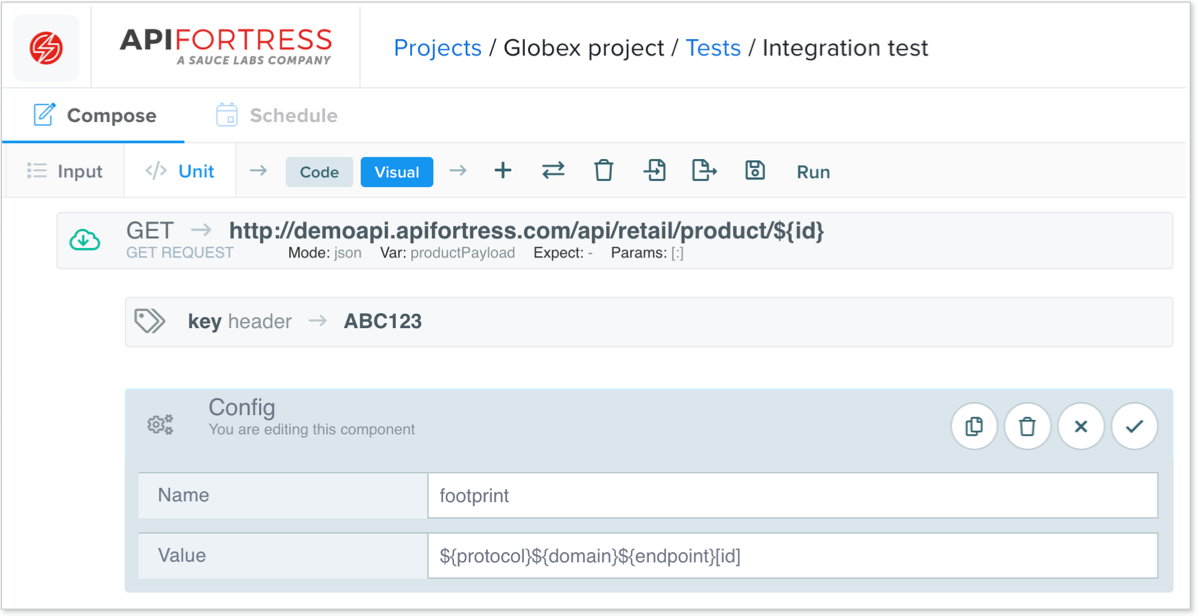 APIFORTRESS
A SAUCE LABS COMPANY
Projects / Globex project / Tests / Integration test
Compose Schedule
Input </> Unit Code Visual Run
GET → http://demoapi.apifortress.com/api/retail/product/${id}
GET REQUEST Mode: json Var: productPayload Expect: - Params: [:]
key header → ABC123
Config
You are editing this component
Name footprint
Value ${protocol}${domain}${endpoint}[id]